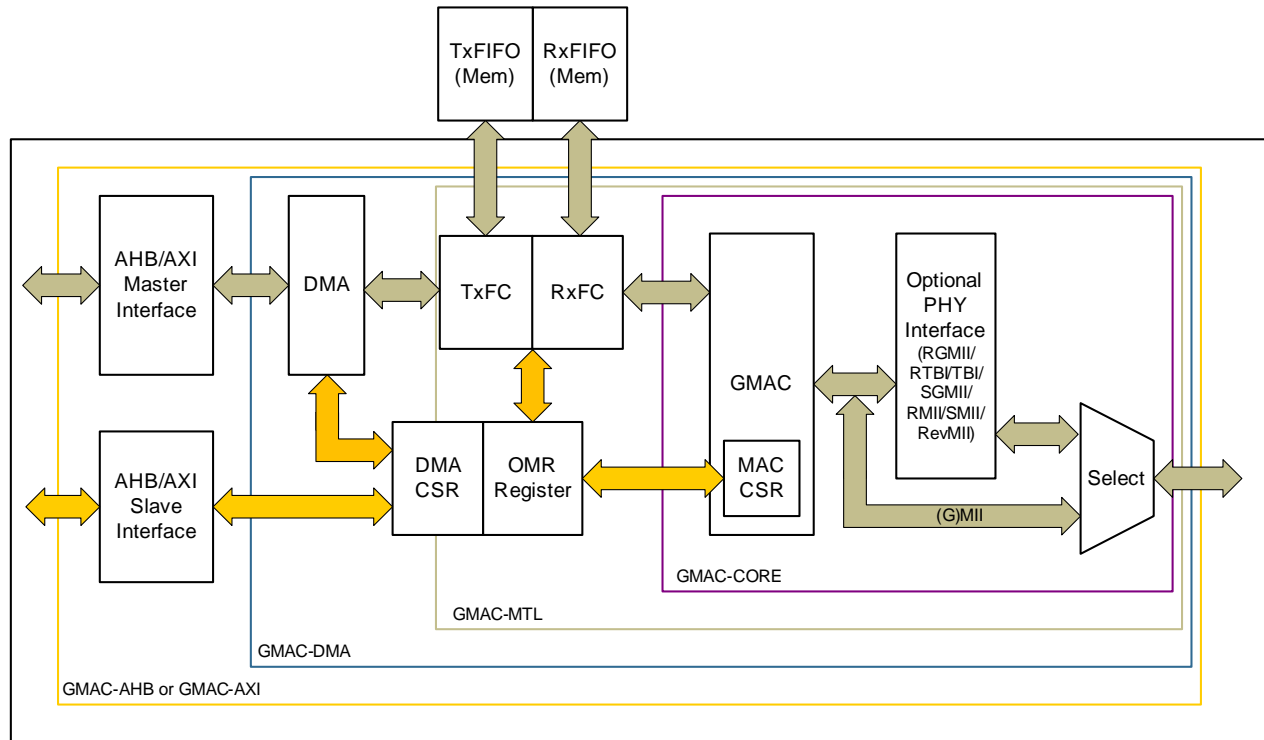 TxFIFO
(Mem)
RxFIFO
(Mem)
AHB/AXI
Master
Interface
DMA
TxFC
RxFC
GMAC
Optional
PHY
Interface
(RGMII/
RTBI/TBI/
SGMII/
RMII/SMII/
RevMII)
AHB/AXI
Slave
Interface
DMA
CSR
OMR
Register
MAC
CSR
Select
(G)MII
GMAC-CORE
GMAC-MTL
GMAC-DMA
GMAC-AHB or GMAC-AXI